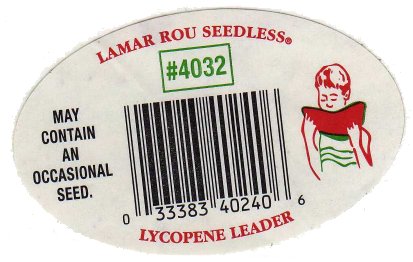 LAMAR ROU SEEDLESS®
#4032
MAY
CONTAIN
AN
OCCASIONAL
SEED.
0 33383 40240 6
LYCOPENE LEADER